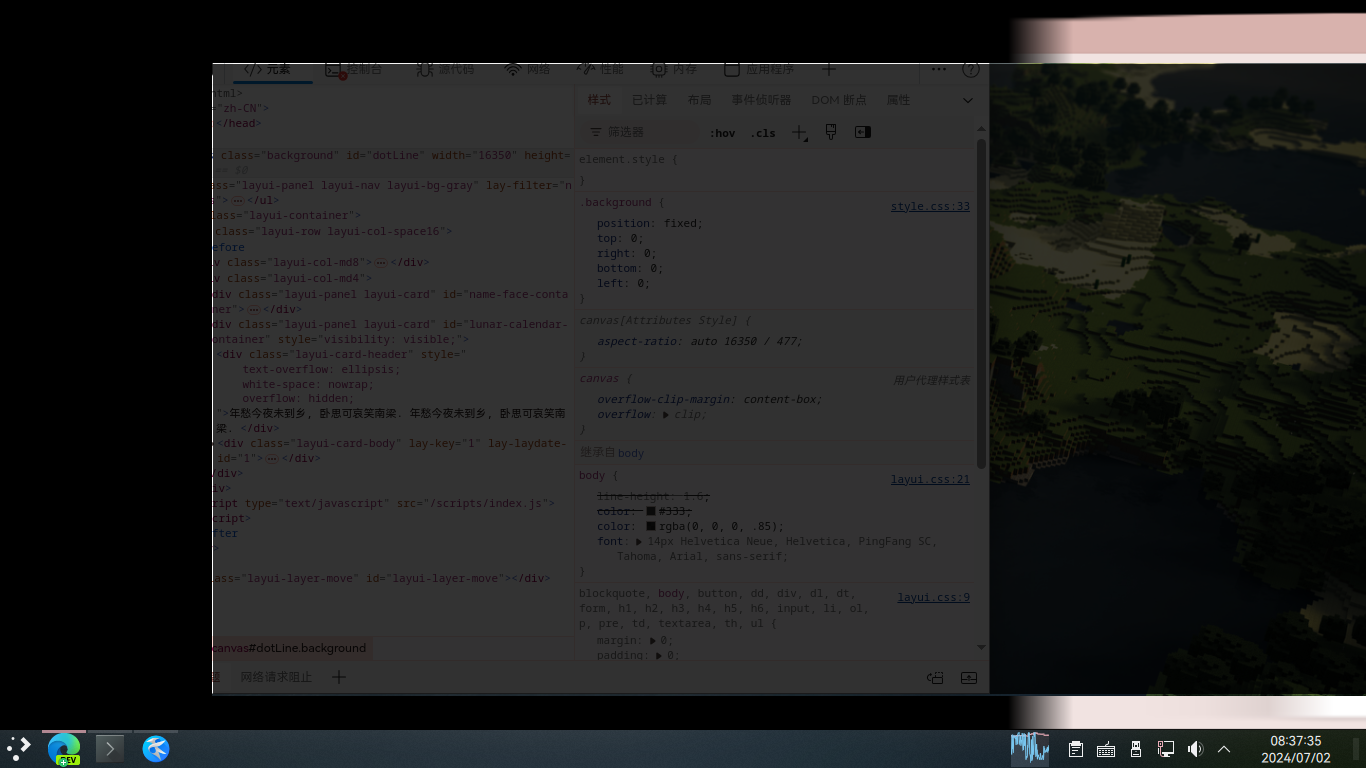 元素 控制台 源代码 网络 性能 内存 应用程序
html>
="zh-CN">
</head>
class="background" id="dotLine" width="16350" height=
== $0
ass="layui-panel layui-nav layui-bg-gray" lay-filter="n
"> ⋯ </ul>
lass="layui-container">
class="layui-row layui-col-space16">
efore
v class="layui-col-md8"> ⋯ </div>
v class="layui-col-md4">
div class="layui-panel layui-card" id="name-face-conta
ner"> ⋯ </div>
div class="layui-panel layui-card" id="lunar-calendar-
ontainer" style="visibility: visible;">
<div class="layui-card-header" style="
text-overflow: ellipsis;
white-space: nowrap;
overflow: hidden;
">年愁今夜未到乡，卧思可哀笑南梁. 年愁今夜未到乡，卧思可哀笑南
梁. </div>
<div class="layui-card-body" lay-key="1" lay-laydate-
id="1"> ⋯ </div>
/div>
iv>
ript type="text/javascript" src="/scripts/index.js">
cript>
fter
>
lass="layui-layer-move" id="layui-layer-move"></div>
canvas#dotLine.background
网络请求阻止
样式 已计算 布局 事件侦听器 DOM 断点 属性
筛选器 :hov .cls
element.style {
}
.background { style.css:33
position: fixed;
top: 0;
right: 0;
bottom: 0;
left: 0;
}
canvas[Attributes Style] {
aspect-ratio: auto 16350 / 477;
}
canvas { 用户代理样式表
overflow-clip-margin: content-box;
overflow: ▶ clip;
}
继承自 body
body { layui.css:21
line-height: 1.6;
color: #333;
color: rgba(0, 0, 0, .85);
font: ▶ 14px Helvetica Neue, Helvetica, PingFang SC,
Tahoma, Arial, sans-serif;
}
blockquote, body, button, dd, div, dl, dt, layui.css:9
form, h1, h2, h3, h4, h5, h6, input, li, ol,
p, pre, td, textarea, th, ul {
margin: ▶ 0;
padding: ▶ 0;
DEV
08:37:35
2024/07/02